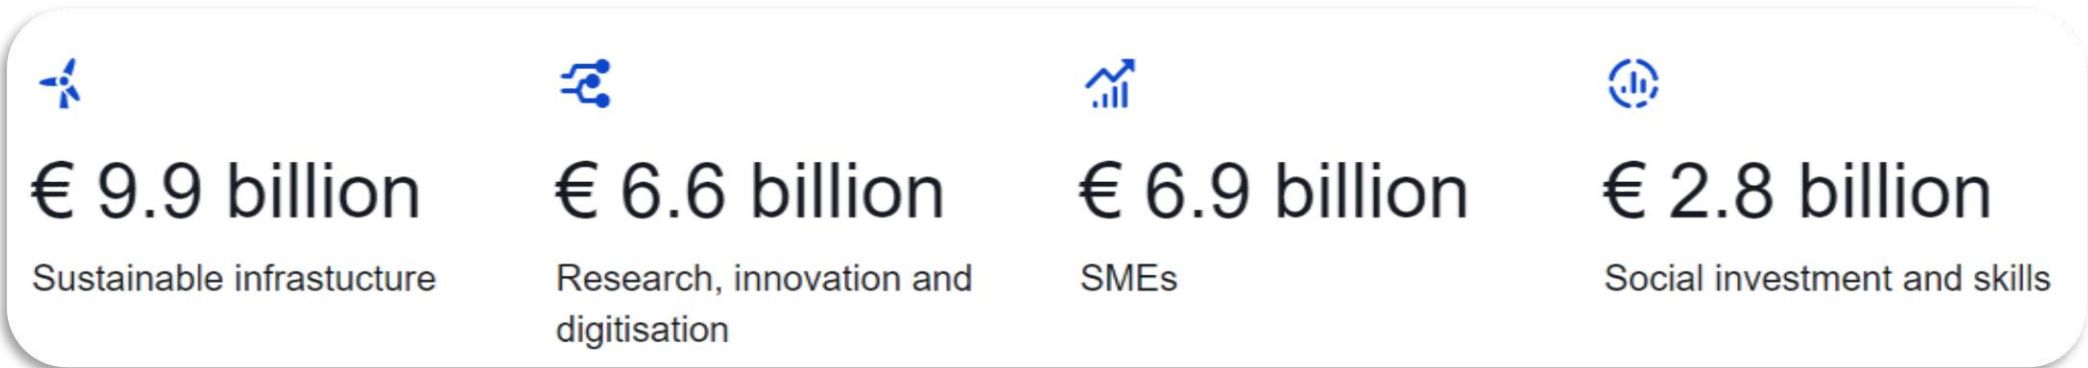 € 9.9 billion
Sustainable infrastucture
€ 6.6 billion
Research, innovation and
digitisation
€ 6.9 billion
SMEs
€ 2.8 billion
Social investment and skills